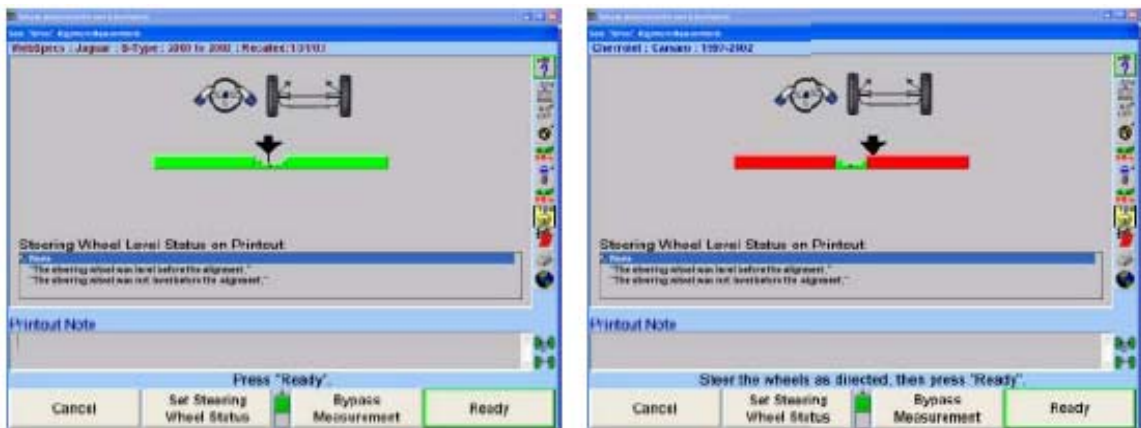 WebSpecs : Jaguar : S-Type : 2000 to 2002 :
Steering Wheel Level Status on Printout
None
"The steering wheel was level before the alignment."
"The steering wheel was not level before the alignment."
Printout Note
Press "Ready".
Cancel
Set Steering
Wheel Status
Bypass
Measurement
Ready
Chevrolet : Camaro : 1997-2002
Steering Wheel Level Status on Printout
None
"The steering wheel was level before the alignment."
"The steering wheel was not level before the alignment."
Printout Note
Steer the wheels as directed, then press "Ready".
Cancel
Set Steering
Wheel Status
Bypass
Measurement
Ready